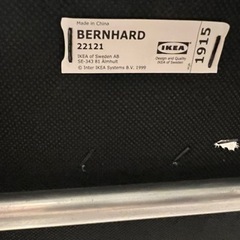 Made in China
BERNHARD
22121
IKEA of Sweden AB
SE-343 81 Älmhult
© Inter IKEA Systems B.V. 1999
IKEA
Design and Quality
IKEA of Sweden
1915